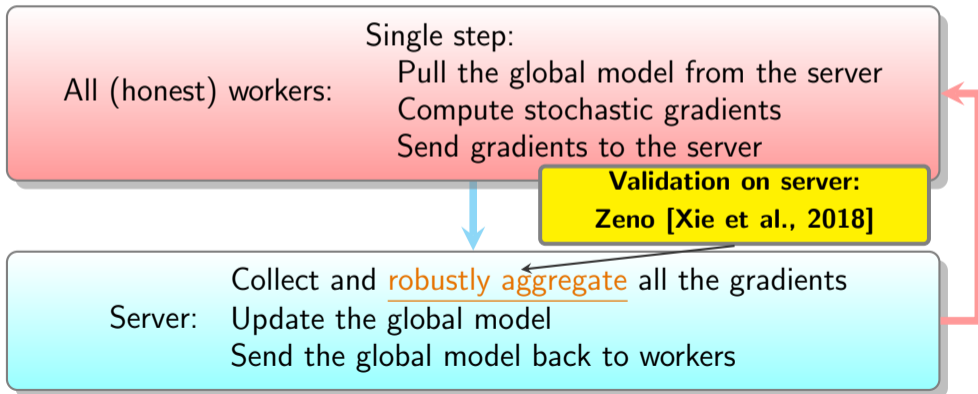 Single step:
All (honest) workers:
Pull the global model from the server
Compute stochastic gradients
Send gradients to the server
Validation on server:
Zeno [Xie et al., 2018]
Collect and robustly aggregate all the gradients
Server: Update the global model
Send the global model back to workers